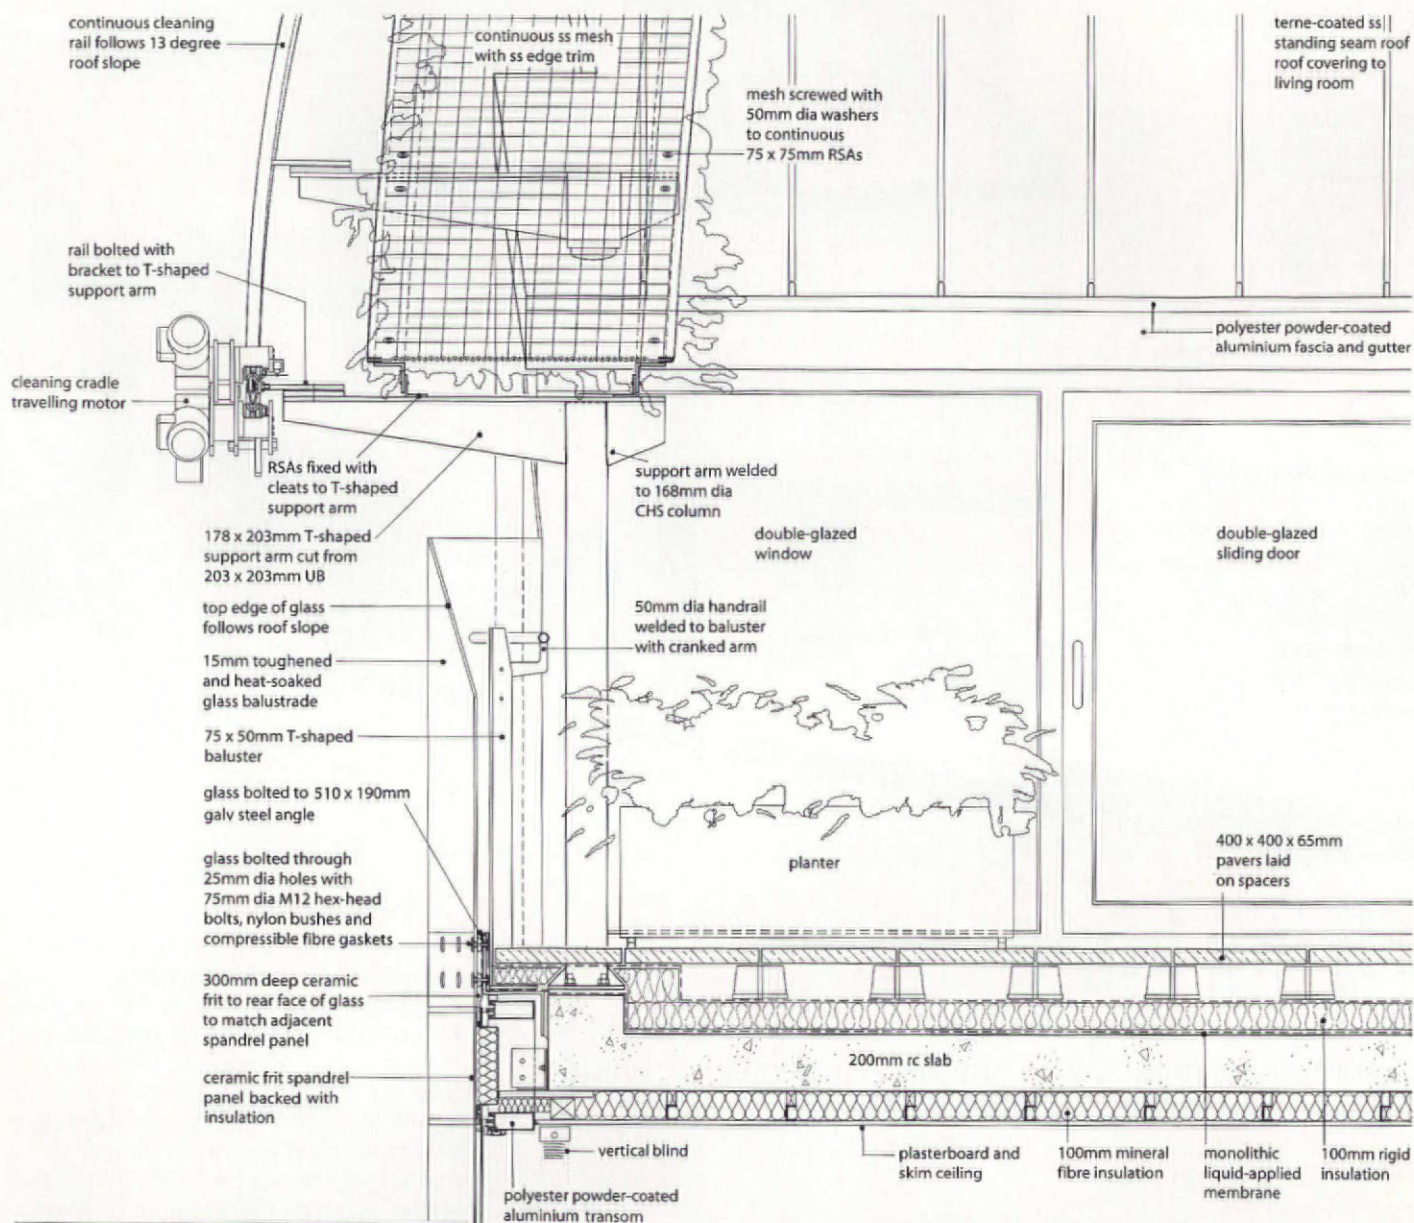 continuous cleaning
rail follows 13 degree
roof slope
continuous ss mesh
with ss edge trim
mesh screwed with
50mm dia washers
to continuous
75 x 75mm RSAs
terne-coated ss
standing seam roof
roof covering to
living room
rail bolted with
bracket to T-shaped
support arm
polyester powder-coated
aluminium fascia and gutter
cleaning cradle
travelling motor
RSAs fixed with
cleats to T-shaped
support arm
support arm welded
to 168mm dia
CHS column
178 x 203mm T-shaped
support arm cut from
203 x 203mm UB
double-glazed
window
double-glazed
sliding door
top edge of glass
follows roof slope
50mm dia handrail
welded to baluster
with cranked arm
15mm toughened
and heat-soaked
glass balustrade
75 x 50mm T-shaped
baluster
glass bolted to 510 x 190mm
galv steel angle
glass bolted through
25mm dia holes with
75mm dia M12 hex-head
bolts, nylon bushes and
compressible fibre gaskets
planter
400 x 400 x 65mm
pavers laid
on spacers
300mm deep ceramic
frit to rear face of glass
to match adjacent
spandrel panel
200mm rc slab
ceramic frit spandrel
panel backed with
insulation
vertical blind
plasterboard and
skim ceiling
100mm mineral
fibre insulation
monolithic
liquid-applied
membrane
100mm rigid
insulation
polyester powder-coated
aluminium transom